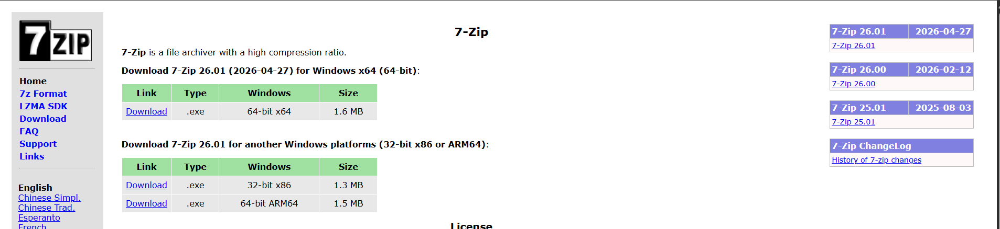 7 ZIP
Home
7z Format
LZMA SDK
Download
FAQ
Support
Links
English
Chinese Simpl.
Chinese Trad.
Esperanto
French
7-Zip
7-Zip is a file archiver with a high compression ratio.
Download 7-Zip 26.01 (2026-04-27) for Windows x64 (64-bit):
Link Type Windows Size
Download .exe 64-bit x64 1.6 MB
Download 7-Zip 26.01 for another Windows platforms (32-bit x86 or ARM64):
Link Type Windows Size
Download .exe 32-bit x86 1.3 MB
Download .exe 64-bit ARM64 1.5 MB
License
7-Zip 26.01 2026-04-27
7-Zip 26.01
7-Zip 26.00 2026-02-12
7-Zip 26.00
7-Zip 25.01 2025-08-03
7-Zip 25.01
7-Zip ChangeLog
History of 7-zip changes